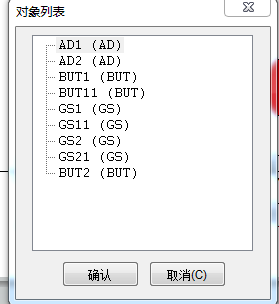 对象列表
AD1 (AD)
AD2 (AD)
BUT1 (BUT)
BUT11 (BUT)
GS1 (GS)
GS11 (GS)
GS2 (GS)
GS21 (GS)
BUT2 (BUT)
确认
取消(C)